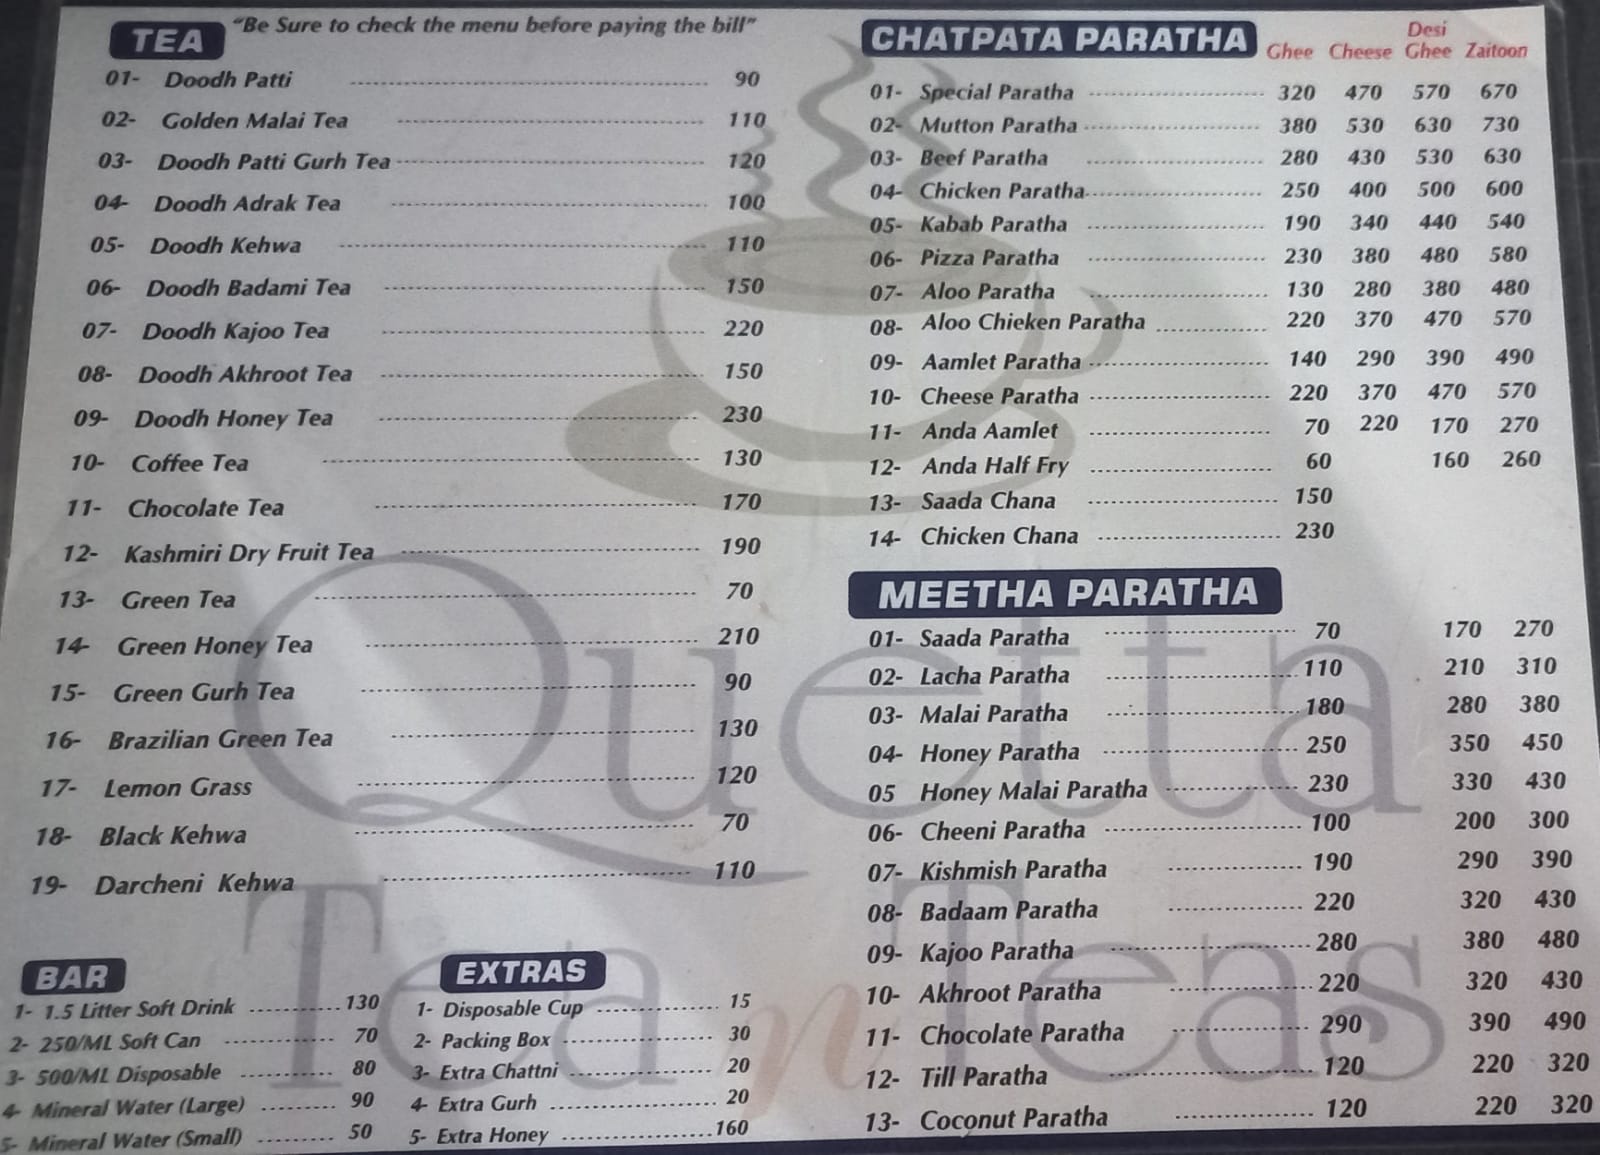 TEA "Be Sure to check the menu before paying the bill"
01- Doodh Patti 90
02- Golden Malai Tea 110
03- Doodh Patti Gurh Tea 120
04- Doodh Adrak Tea 100
05- Doodh Kehwa 110
06- Doodh Badami Tea 150
07- Doodh Kajoo Tea 220
08- Doodh Akhroot Tea 150
09- Doodh Honey Tea 230
10- Coffee Tea 130
11- Chocolate Tea 170
12- Kashmiri Dry Fruit Tea 190
13- Green Tea 70
14- Green Honey Tea 210
15- Green Gurh Tea 90
16- Brazilian Green Tea 130
17- Lemon Grass 120
18- Black Kehwa 70
19- Darcheni Kehwa 110
BAR
1- 1.5 Litter Soft Drink 130
2- 250/ML Soft Can 70
3- 500/ML Disposable 80
4- Mineral Water (Large) 90
5- Mineral Water (Small) 50
EXTRAS
1- Disposable Cup 15
2- Packing Box 30
3- Extra Chattni 20
4- Extra Gurh 20
5- Extra Honey 160
CHATPATA PARATHA Ghee Cheese Desi Ghee Zaitoon
01- Special Paratha 320 470 570 670
02- Mutton Paratha 380 530 630 730
03- Beef Paratha 280 430 530 630
04- Chicken Paratha 250 400 500 600
05- Kabab Paratha 190 340 440 540
06- Pizza Paratha 230 380 480 580
07- Aloo Paratha 130 280 380 480
08- Aloo Chieken Paratha 220 370 470 570
09- Aamlet Paratha 140 290 390 490
10- Cheese Paratha 220 370 470 570
11- Anda Aamlet 70 220 170 270
12- Anda Half Fry 60 160 260
13- Saada Chana 150
14- Chicken Chana 230
MEETHA PARATHA
01- Saada Paratha 70 170 270
02- Lacha Paratha 110 210 310
03- Malai Paratha 180 280 380
04- Honey Paratha 250 350 450
05 Honey Malai Paratha 230 330 430
06- Cheeni Paratha 100 200 300
07- Kishmish Paratha 190 290 390
08- Badaam Paratha 220 320 430
09- Kajoo Paratha 280 380 480
10- Akhroot Paratha 220 320 430
11- Chocolate Paratha 290 390 490
12- Till Paratha 120 220 320
13- Coconut Paratha 120 220 320
Quetta
Tea n Teas